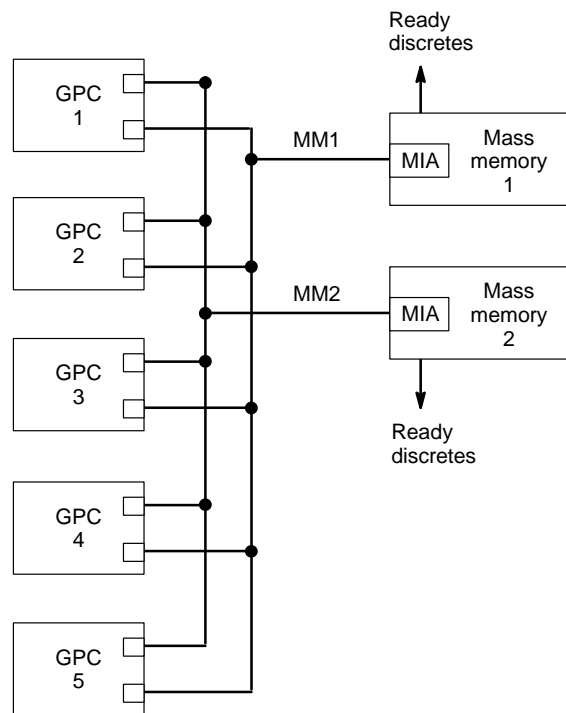 GPC
1
GPC
2
GPC
3
GPC
4
GPC
5
MM1
MM2
Ready
discretes
MIA
Mass
memory
1
MIA
Mass
memory
2
Ready
discretes